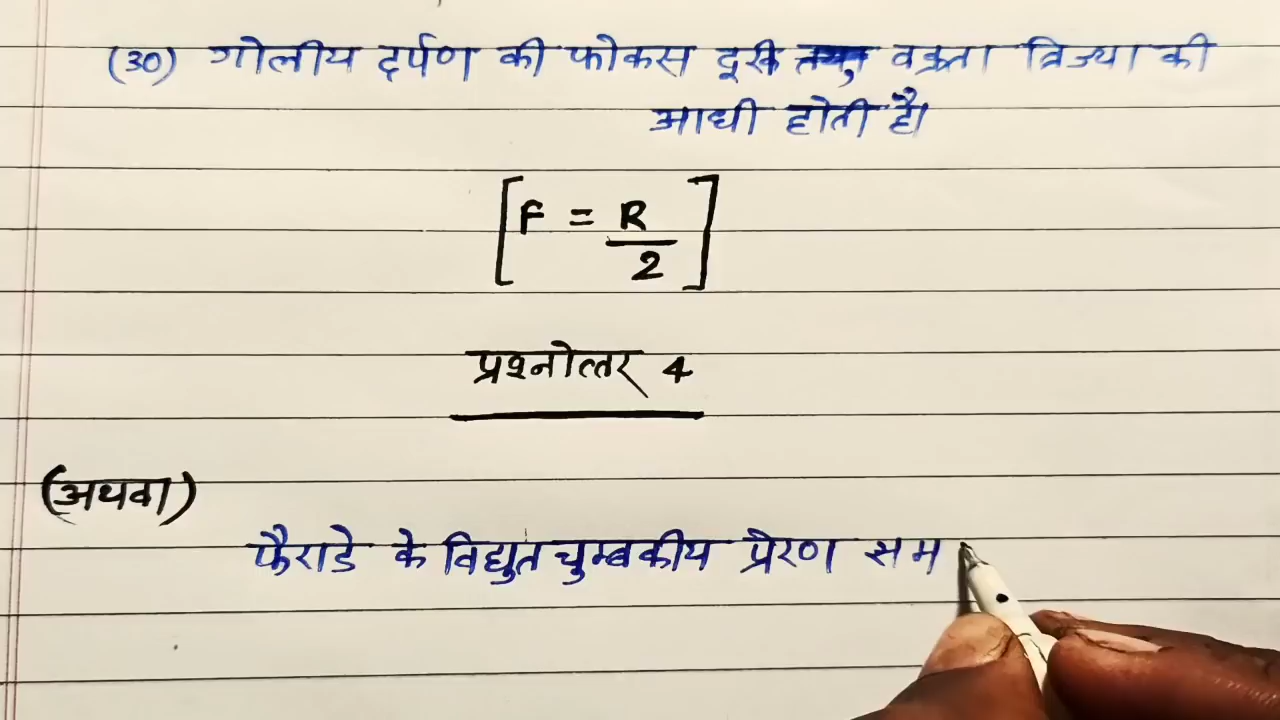 (30) गोलीय दर्पण की फोकस दूरी वक्रता त्रिज्या की
आधी होती है।
[F = R/2]
प्रश्नोत्तर 4
(अथवा)
फैराडे के विद्युत चुम्बकीय प्रेरण सम